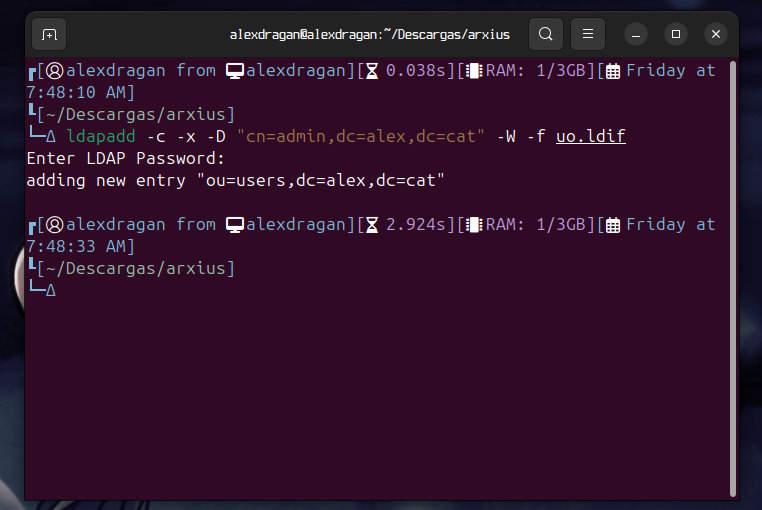 alexdragan@alexdragan:~/Descargas/arxius
┏[alexdragan from alexdragan][0.038s][RAM: 1/3GB][Friday at
7:48:10 AM]
┗[~/Descargas/arxius]
└─Δ ldapadd -c -x -D "cn=admin,dc=alex,dc=cat" -W -f uo.ldif
Enter LDAP Password:
adding new entry "ou=users,dc=alex,dc=cat"
┏[alexdragan from alexdragan][2.924s][RAM: 1/3GB][Friday at
7:48:33 AM]
┗[~/Descargas/arxius]
└─Δ